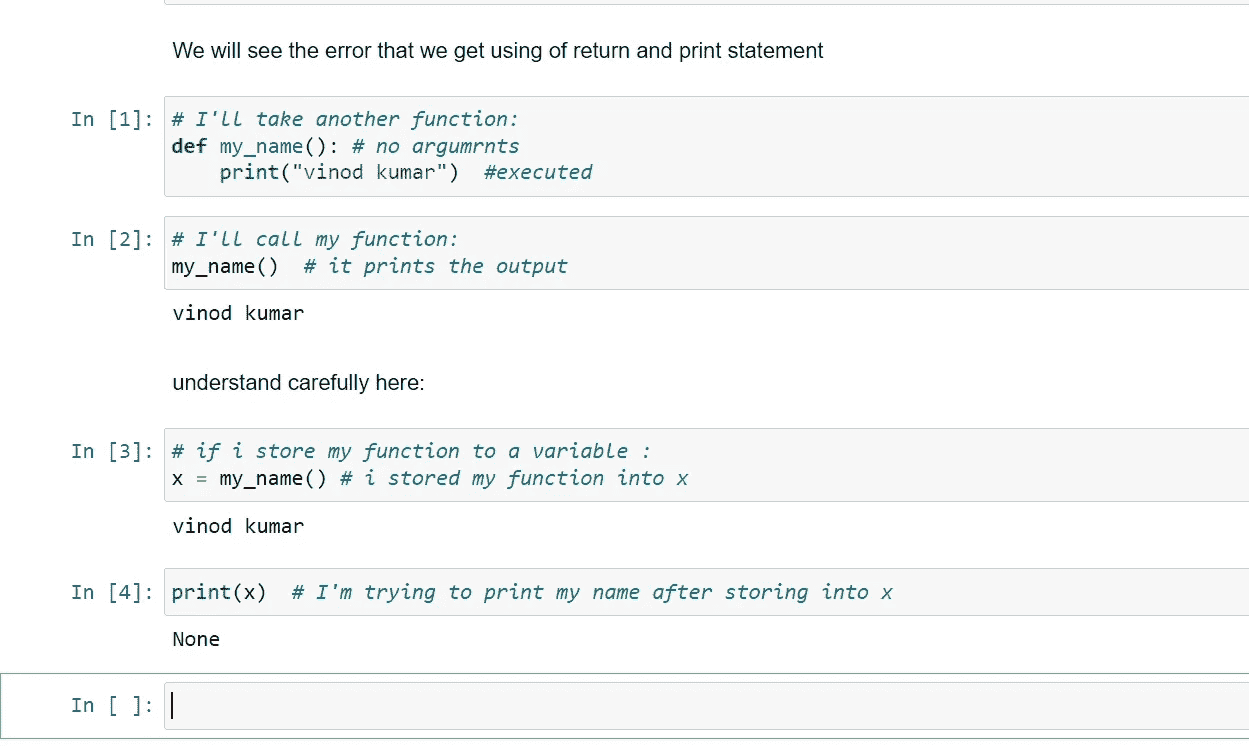 We will see the error that we get using of return and print statement
In [1]: # I'll take another function:
def my_name(): # no argumrnts
    print("vinod kumar")  #executed
In [2]: # I'll call my function:
my_name()  # it prints the output
vinod kumar
understand carefully here:
In [3]: # if i store my function to a variable :
x = my_name() # i stored my function into x
vinod kumar
In [4]: print(x)  # I'm trying to print my name after storing into x
None
In [ ]: